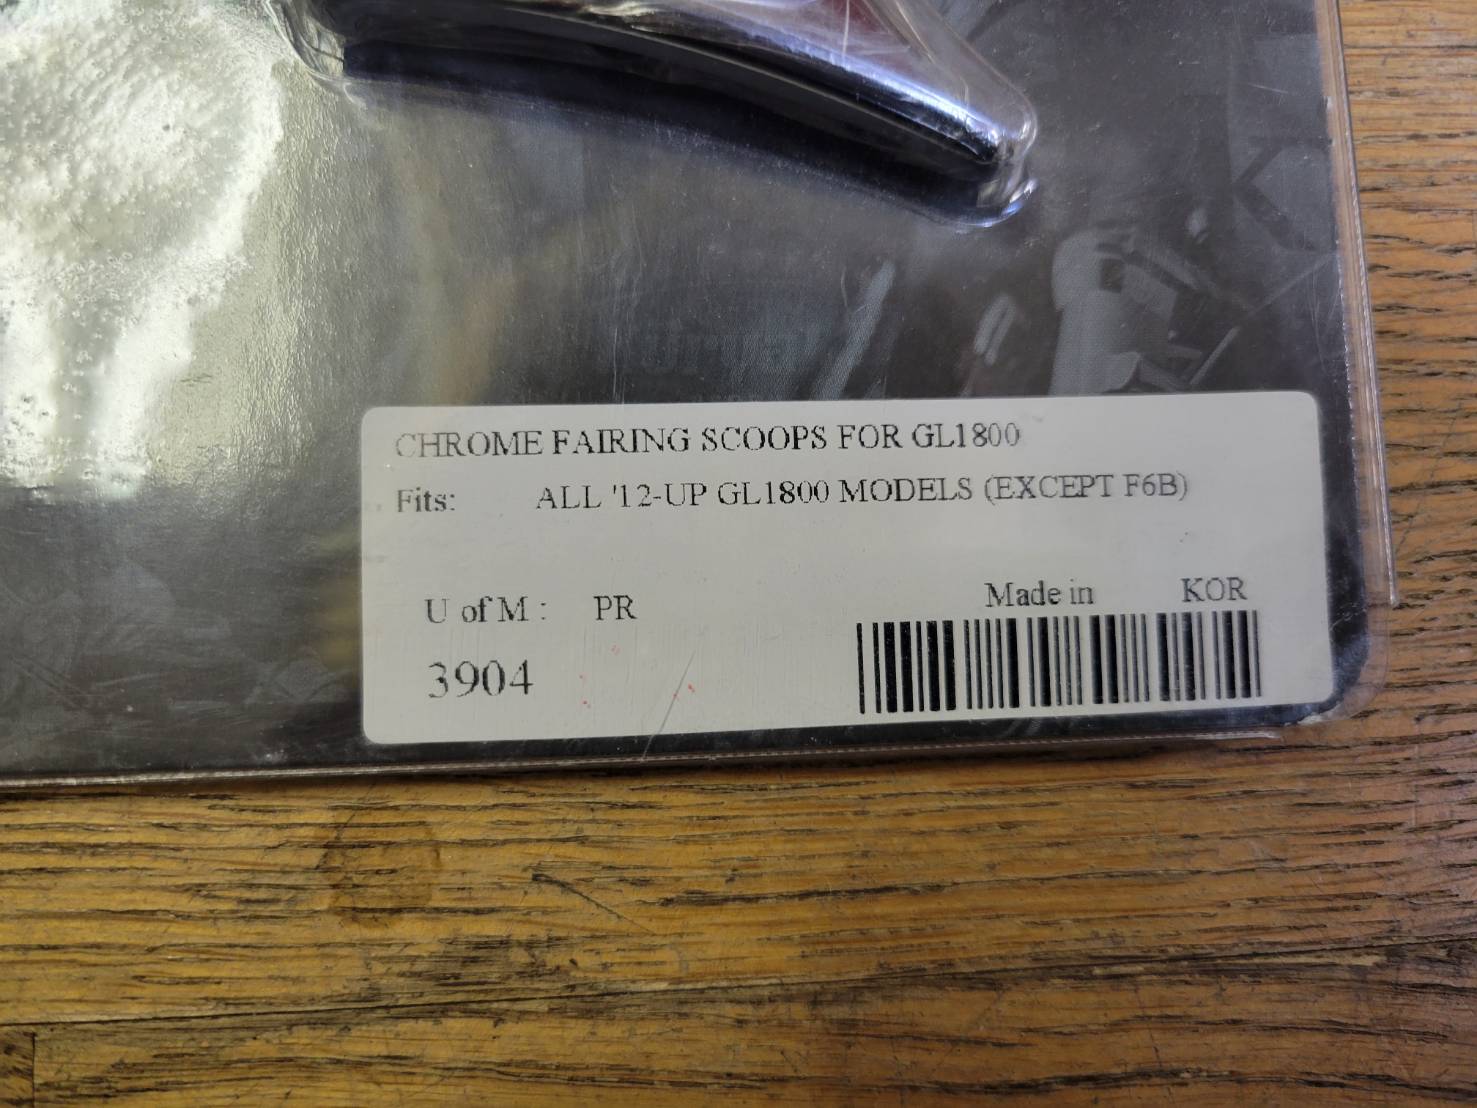 CHROME FAIRING SCOOPS FOR GL1800
Fits: ALL '12-UP GL1800 MODELS (EXCEPT F6B)
Made in KOR
U of M : PR
3904